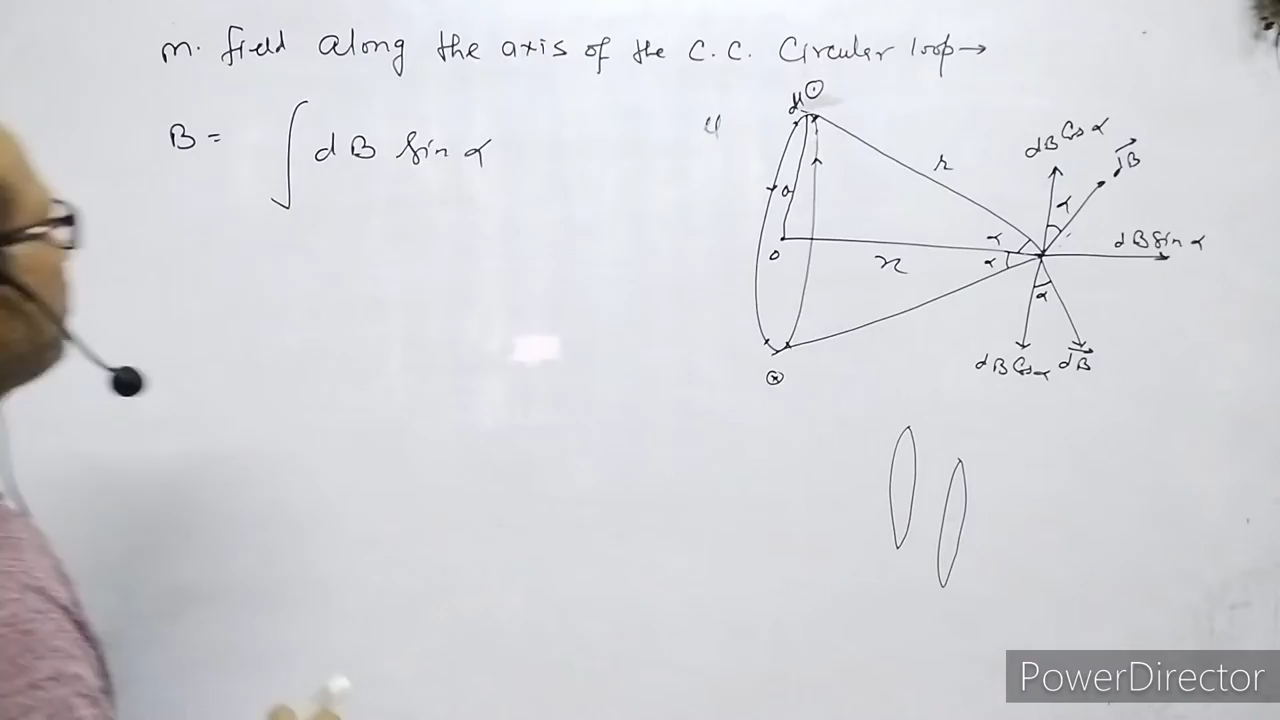 m. field along the axis of the C.C. Circular loop→
B = ∫ dB Sin α
dl
a
r
o
x
α
α
dB Cos α
α
dB
dB Sin α
α
dB Cos α
dB
PowerDirector